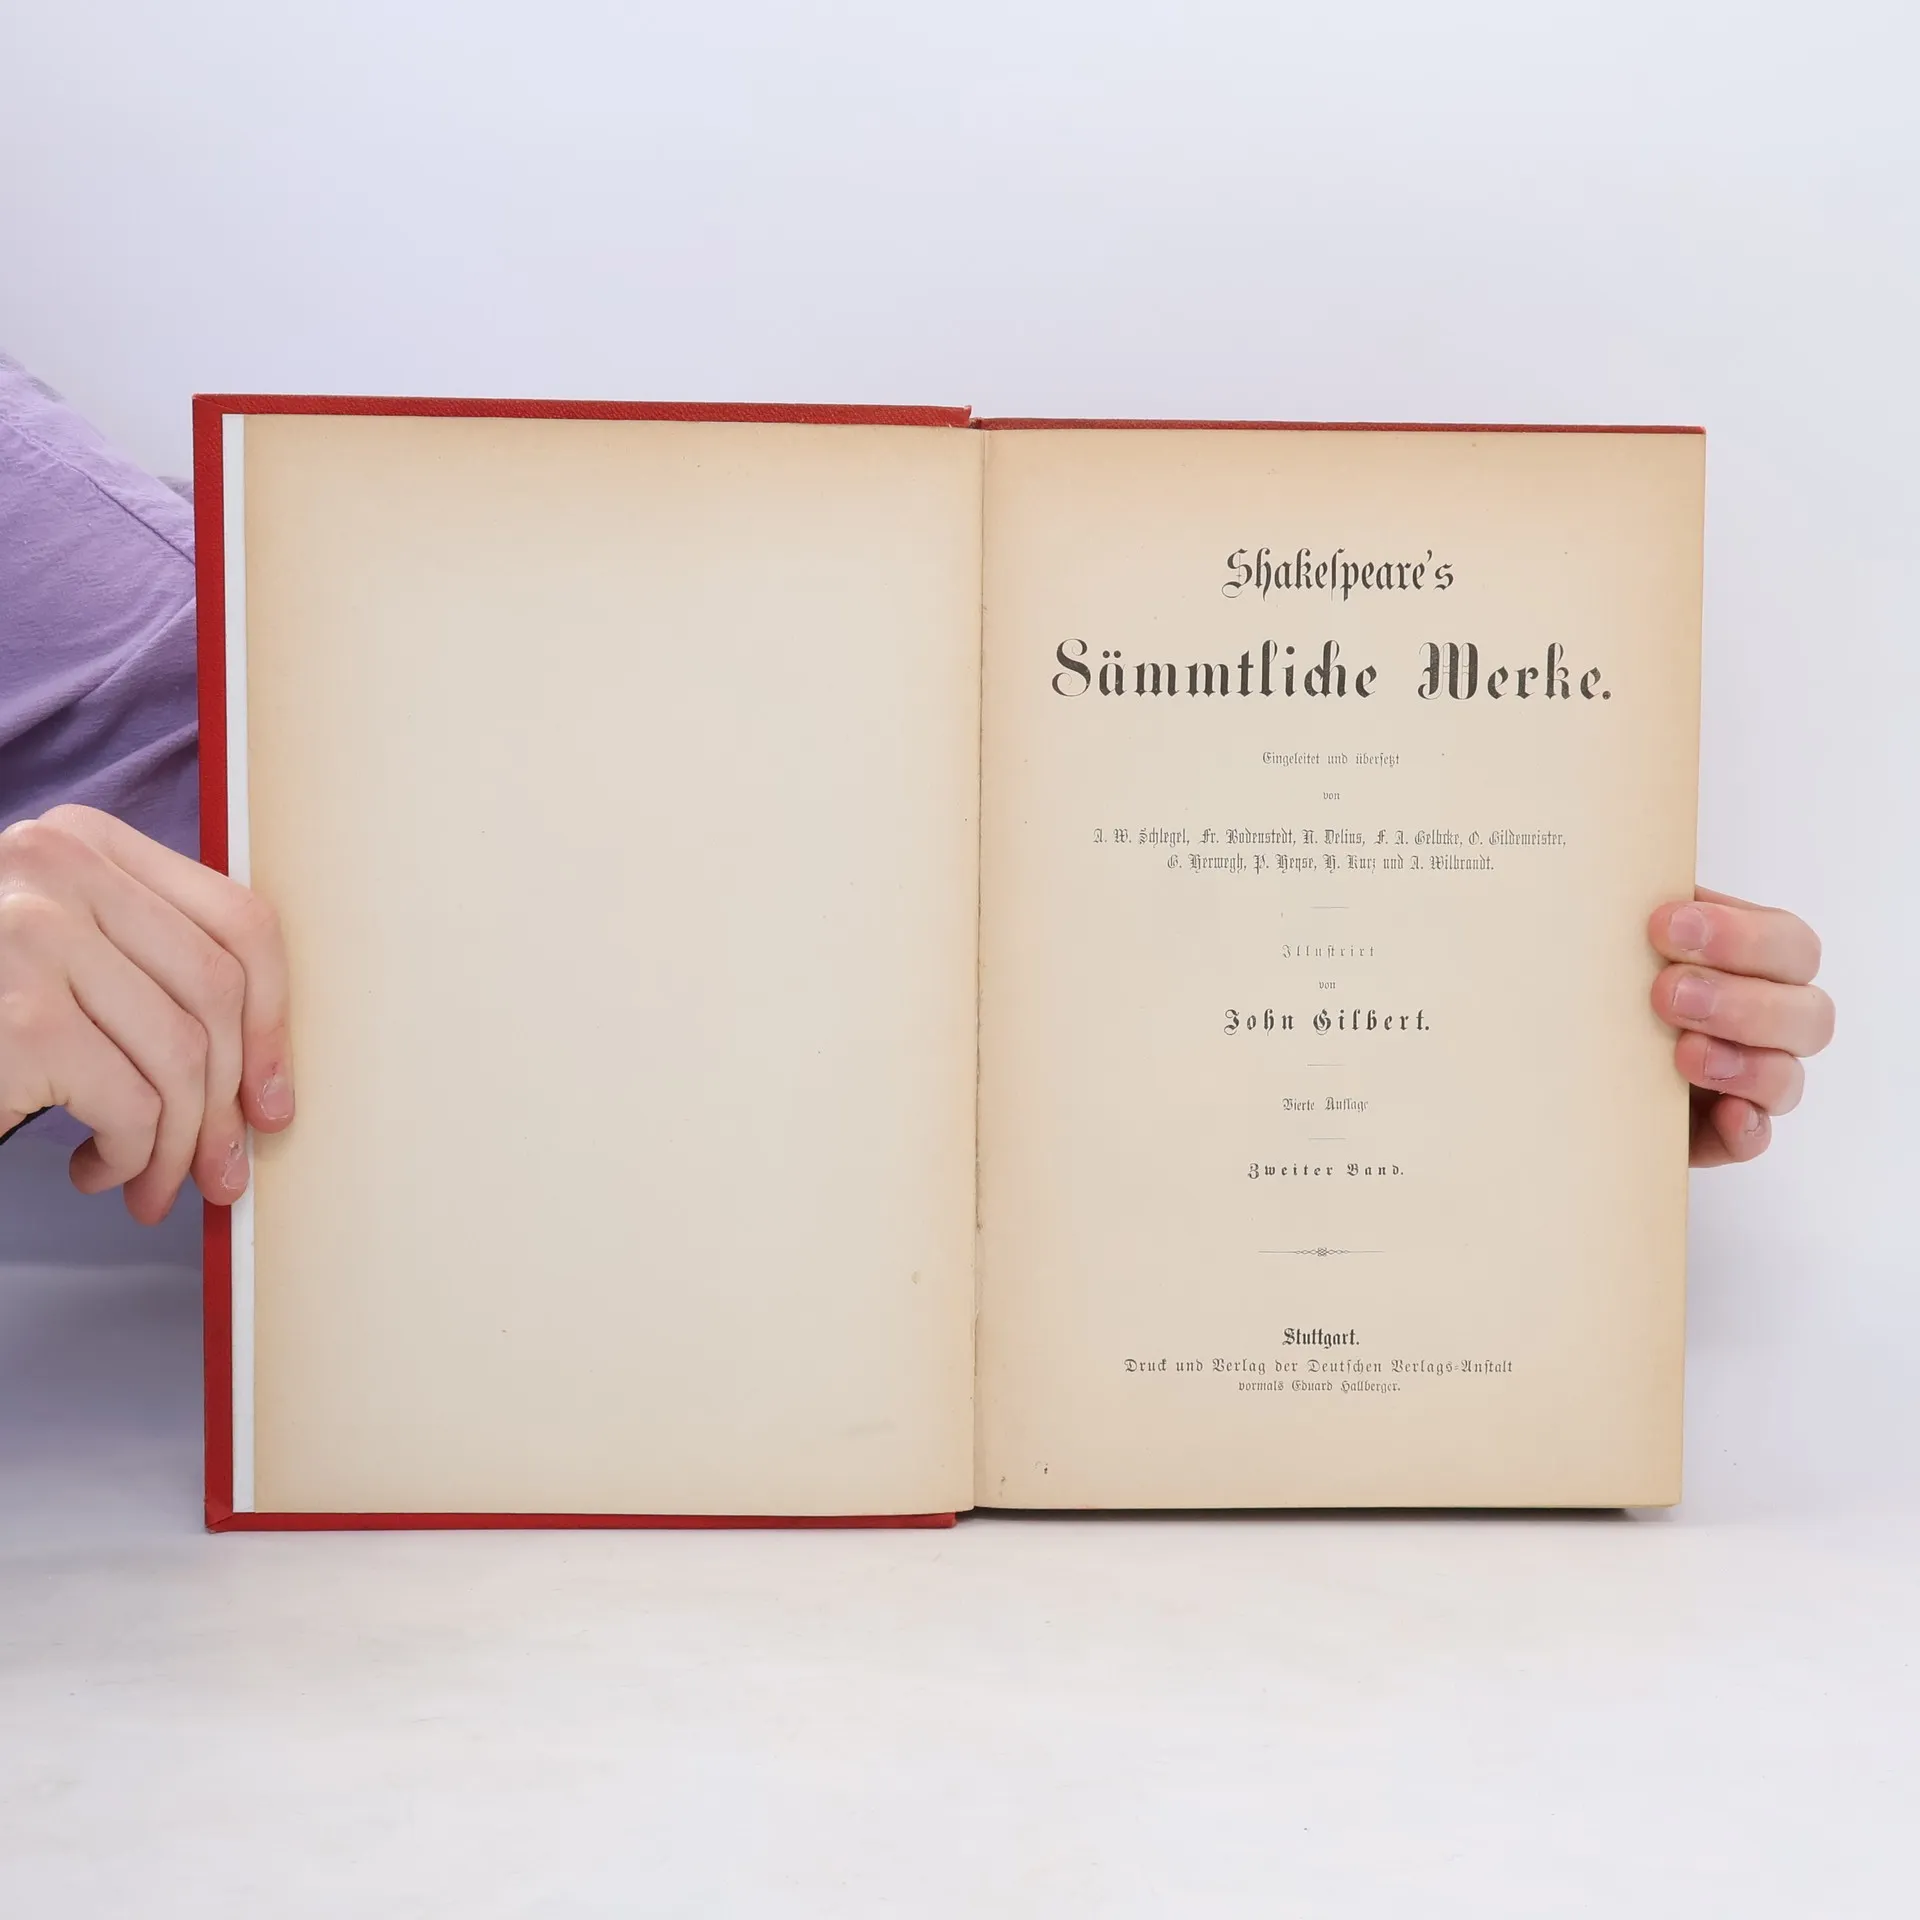 Shakeſpeare's
Sämmtliche Werke.
Eingeleitet und überſetzt
von
A. W. Schlegel, Fr. Bodenstedt, N. Delius, F. A. Gelbcke, O. Gildemeister,
G. Herwegh, P. Heyse, H. Kurz und A. Wilbrandt.
Illuſtrirt
von
John Gilbert.
Vierte Auflage
Zweiter Band.
Stuttgart.
Druck und Verlag der Deutſchen Verlags-Anſtalt
vormals Eduard Hallberger.